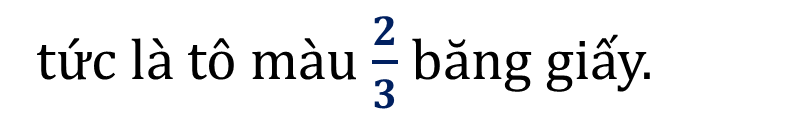 tức là tô màu 2/3 băng giấy.